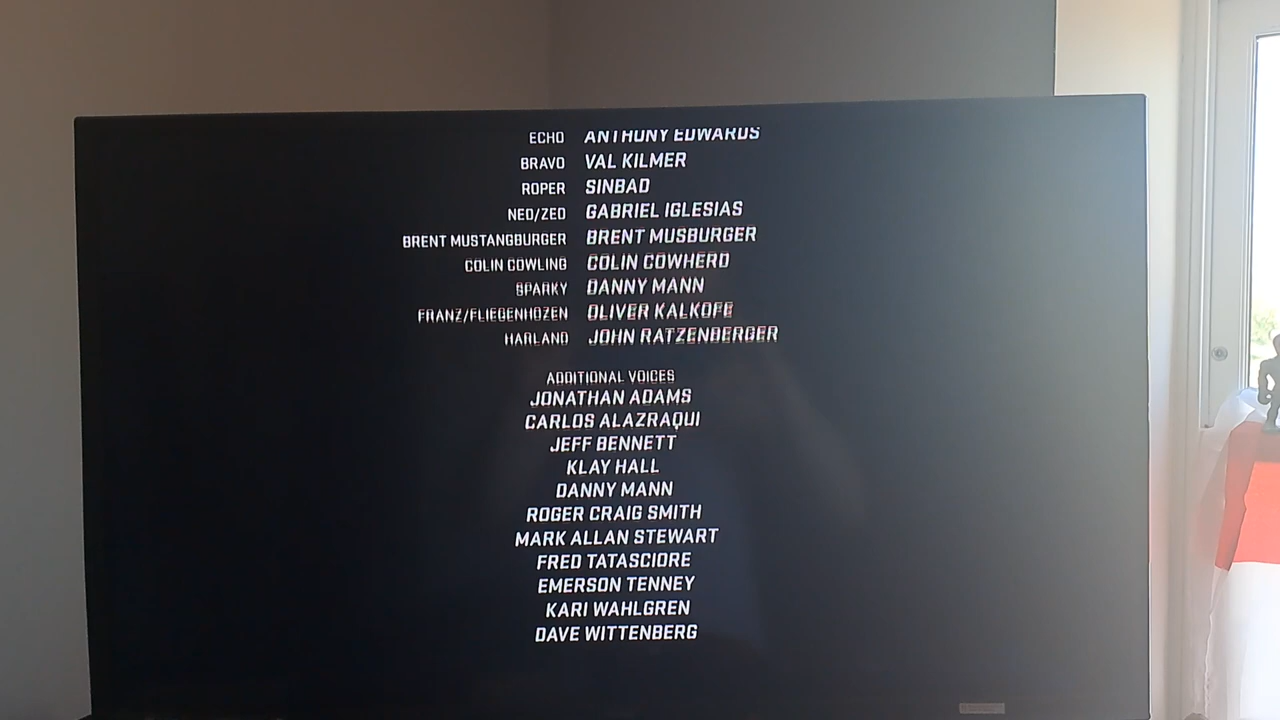 ECHO ANTHONY EDWARDS
BRAVO VAL KILMER
ROPER SINBAD
NED/ZED GABRIEL IGLESIAS
BRENT MUSTANGBURGER BRENT MUSBURGER
COLIN COWLING COLIN COWHERD
SPARKY DANNY MANN
FRANZ/FLIEGENHOZEN OLIVER KALKOFE
HARLAND JOHN RATZENBERGER
ADDITIONAL VOICES
JONATHAN ADAMS
CARLOS ALAZRAQUI
JEFF BENNETT
KLAY HALL
DANNY MANN
ROGER CRAIG SMITH
MARK ALLAN STEWART
FRED TATASCIORE
EMERSON TENNEY
KARI WAHLGREN
DAVE WITTENBERG